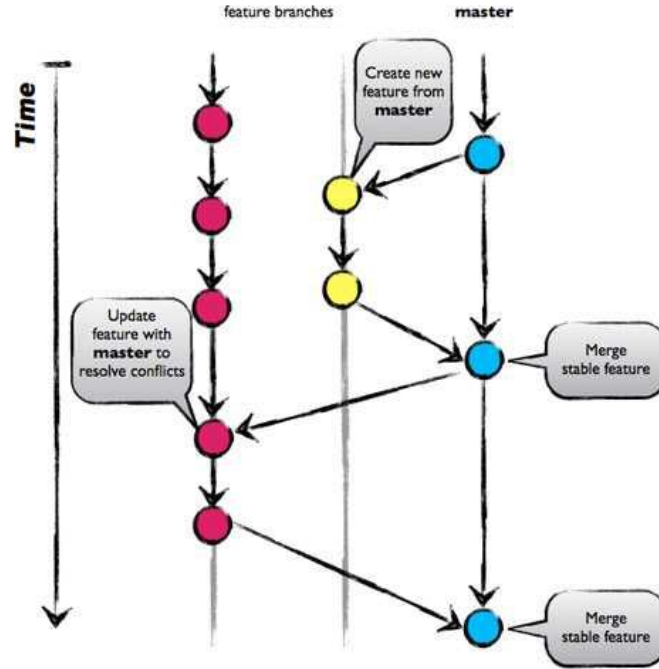 feature branches
master
Time
Create new
feature from
master
Update
feature with
master to
resolve conflicts
Merge
stable feature
Merge
stable feature